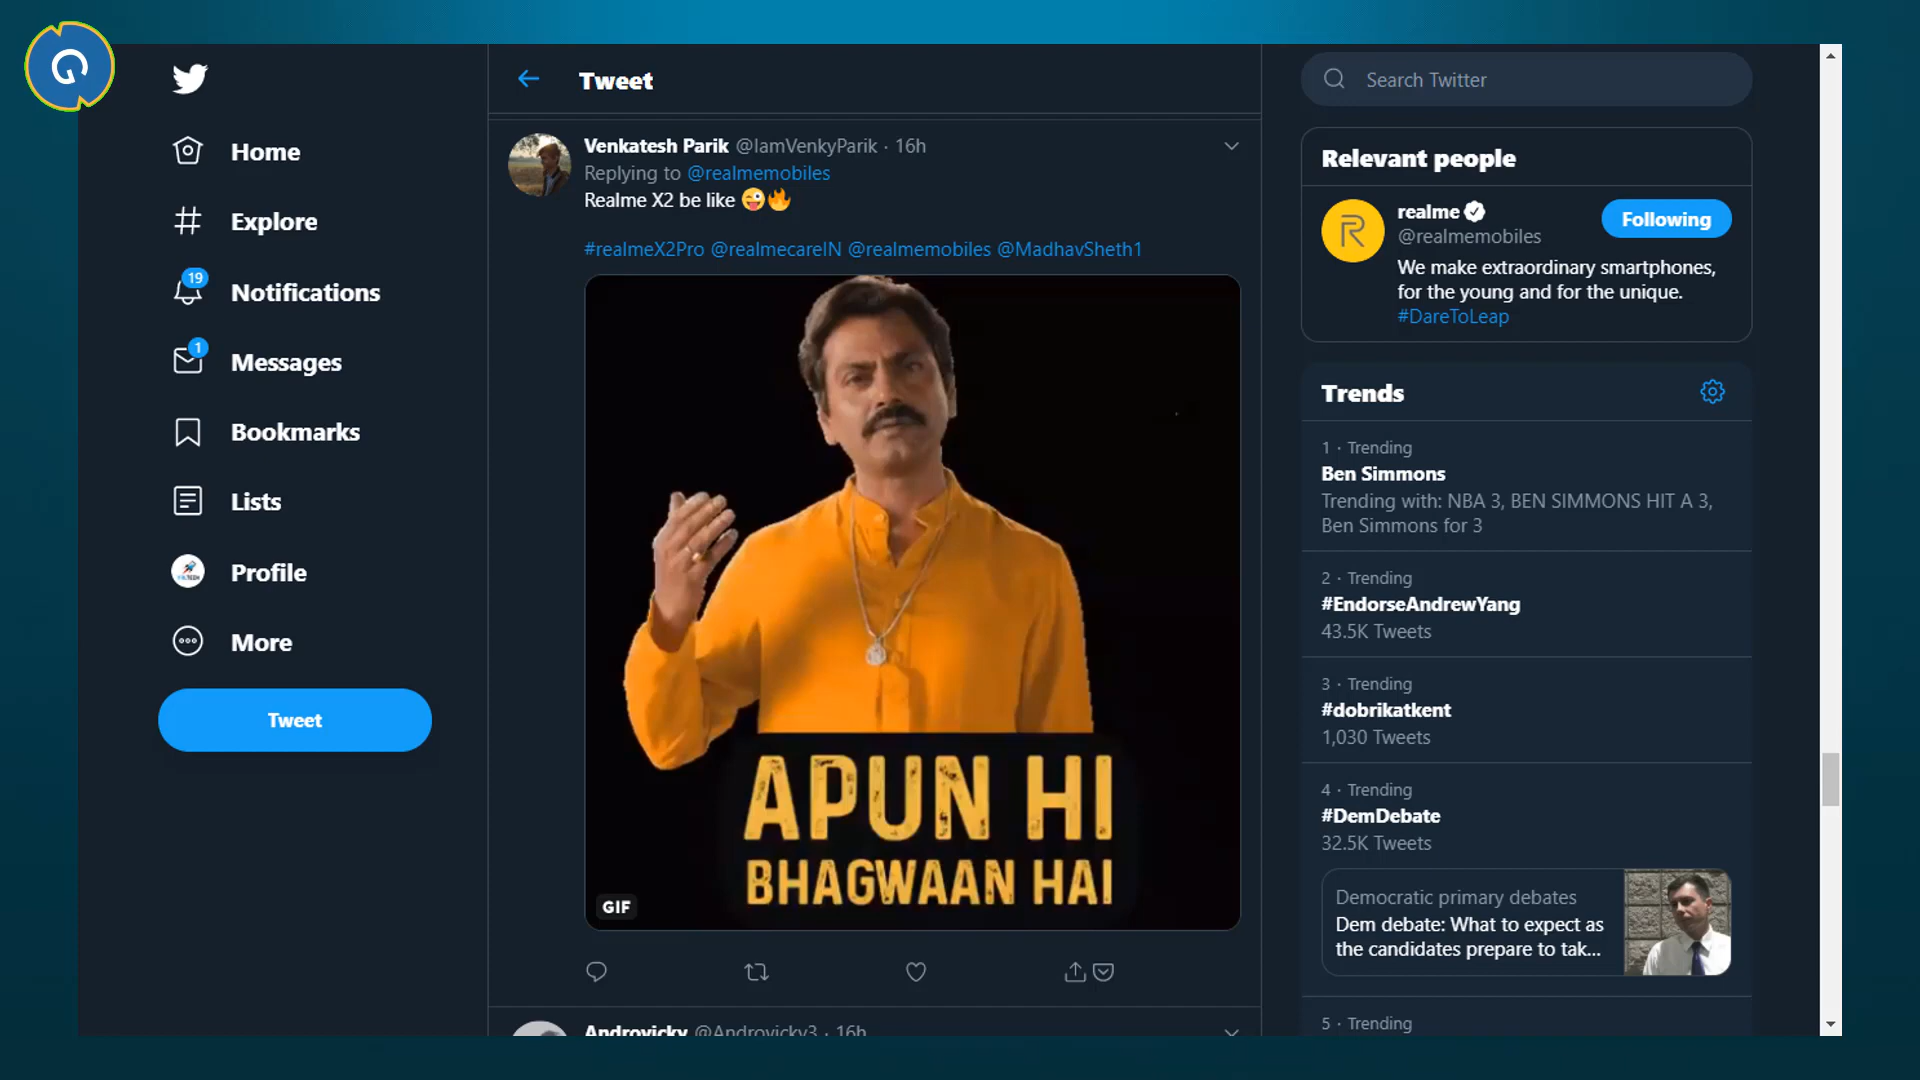 Home
Explore
19
Notifications
1
Messages
Bookmarks
Lists
Profile
More
Tweet
Tweet
Venkatesh Parik @IamVenkyParik · 16h
Replying to @realmemobiles
Realme X2 be like 😜🔥
#realmeX2Pro @realmecareIN @realmemobiles @MadhavSheth1
APUN HI
BHAGWAAN HAI
GIF
Androvicky @Androvicky3 · 16h
Search Twitter
Relevant people
realme
@realmemobiles
Following
We make extraordinary smartphones,
for the young and for the unique.
#DareToLeap
Trends
1 · Trending
Ben Simmons
Trending with: NBA 3, BEN SIMMONS HIT A 3,
Ben Simmons for 3
2 · Trending
#EndorseAndrewYang
43.5K Tweets
3 · Trending
#dobrikatkent
1,030 Tweets
4 · Trending
#DemDebate
32.5K Tweets
Democratic primary debates
Dem debate: What to expect as
the candidates prepare to tak...
5 · Trending